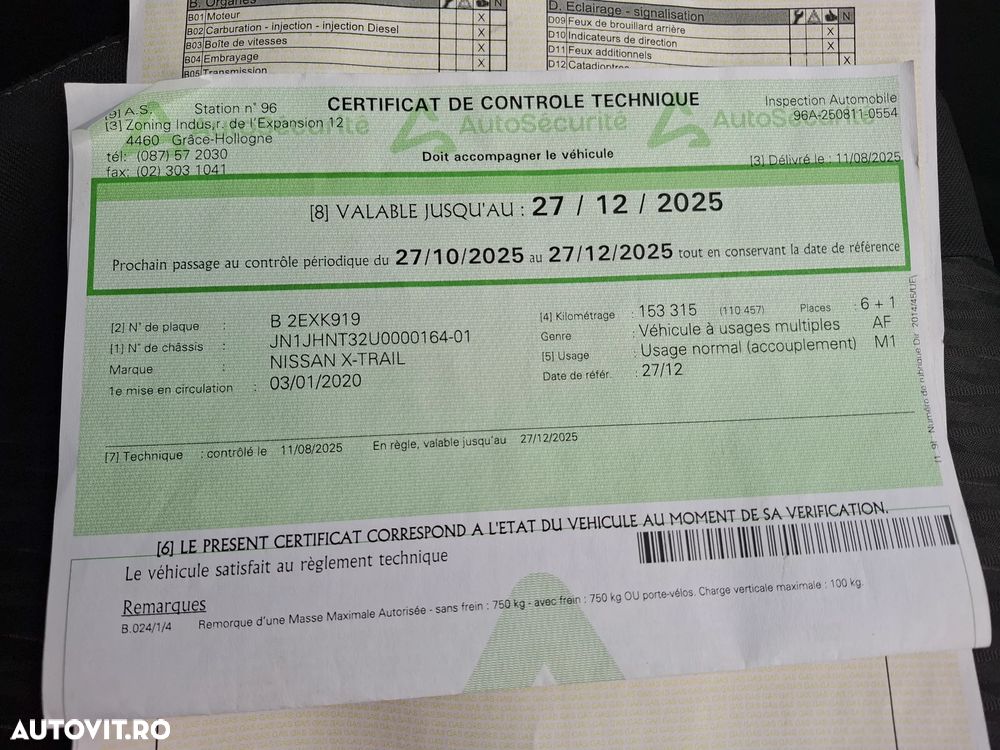 B. Organes
N
B01 Moteur X
B02 Carburation - injection - injection Diesel X
B03 Boîte de vitesses X
B04 Embrayage X
B05 Transmission
D. Eclairage - signalisation
N
D09 Feux de brouillard arrière X
D10 Indicateurs de direction X
D11 Feux additionnels
D12 Catadioptres X
[9] A.S. Station n° 96
[3] Zoning Indus,r. de l'Expansion 12
4460 Grâce-Hollogne
tél: (087) 57 2030
fax: (02) 303 1041
CERTIFICAT DE CONTROLE TECHNIQUE
AutoSécurité
AutoSécurité
Doit accompagner le véhicule
Inspection Automobile
96A-250811-0554
[3] Délivré le : 11/08/2025
[8] VALABLE JUSQU'AU : 27 / 12 / 2025
Prochain passage au contrôle périodique du 27/10/2025 au 27/12/2025 tout en conservant la date de référence
[2] N° de plaque : B 2EXK919
[1] N° de châssis : JN1JHNT32U0000164-01
Marque : NISSAN X-TRAIL
1e mise en circulation : 03/01/2020
[4] Kilométrage : 153 315 (110 457) Places : 6 + 1
Genre : Véhicule à usages multiples AF
[5] Usage : Usage normal (accouplement) M1
Date de référ. : 27/12
[7] Technique : contrôlé le 11/08/2025 En règle, valable jusqu'au 27/12/2025
[1 9] Numéro de rubrique Dir. 2014/45/UE
[6] LE PRESENT CERTIFICAT CORRESPOND A L'ETAT DU VEHICULE AU MOMENT DE SA VERIFICATION.
Le véhicule satisfait au règlement technique
Remarques
B.024/1/4 Remorque d'une Masse Maximale Autorisée - sans frein : 750 kg - avec frein : 750 kg OU porte-vélos. Charge verticale maximale : 100 kg.
AUTOVIT.RO